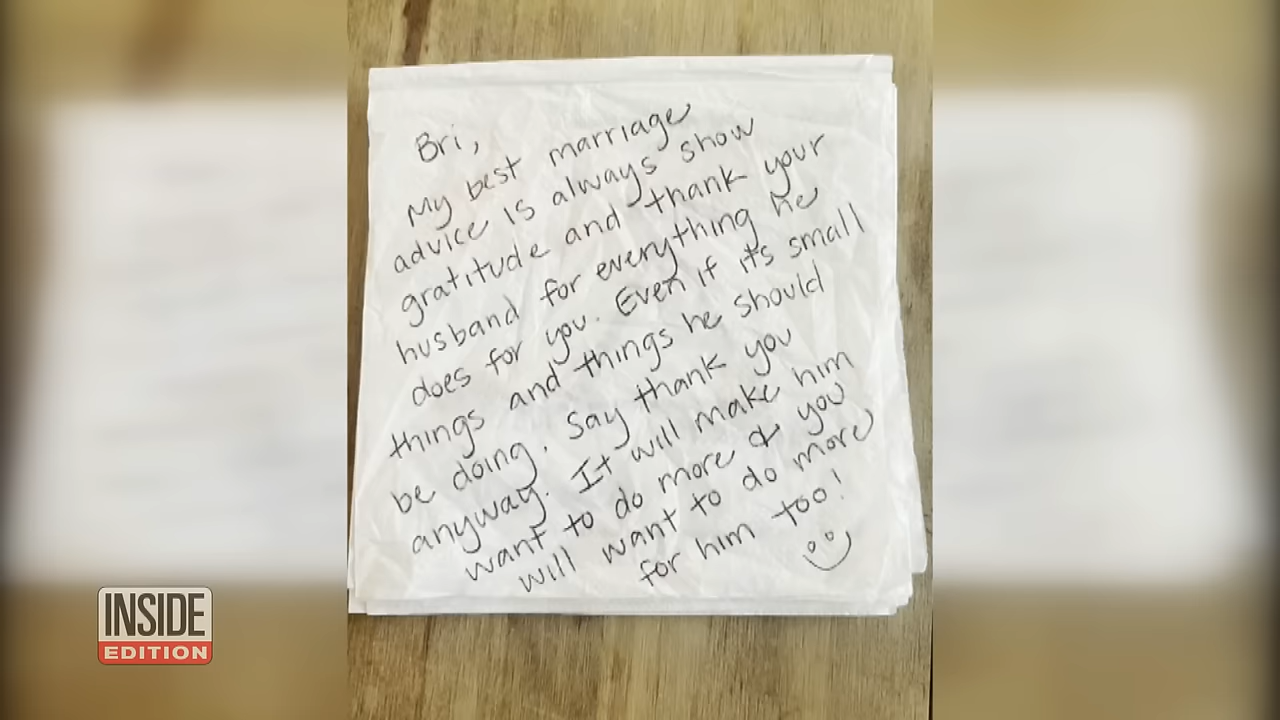 Bri,
My best marriage
advice is always show
gratitude and thank your
husband for everything he
does for you. Even if it's small
things and things he should
be doing. Say thank you
anyway. It will make him
want to do more & you
will want to do more
for him too!
INSIDE
EDITION